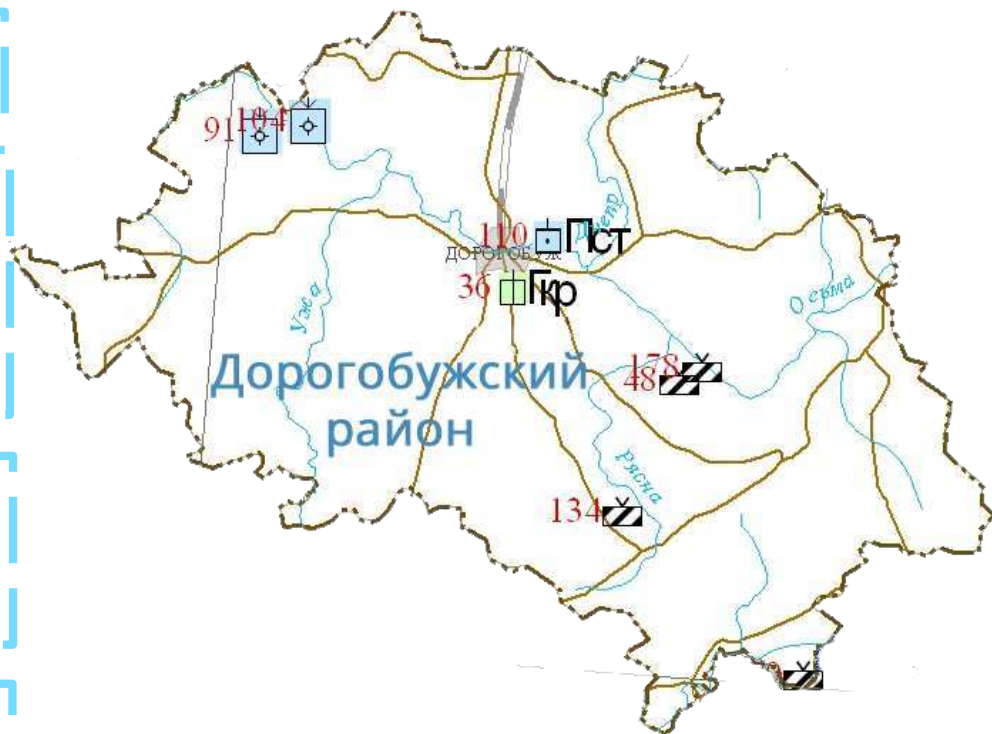 104
91
110
Пст
Днепр
ДОРОГОБУЖ
36
Гкр
Ужа
Осьма
Дорогобужский
район
178
48
Рясна
134